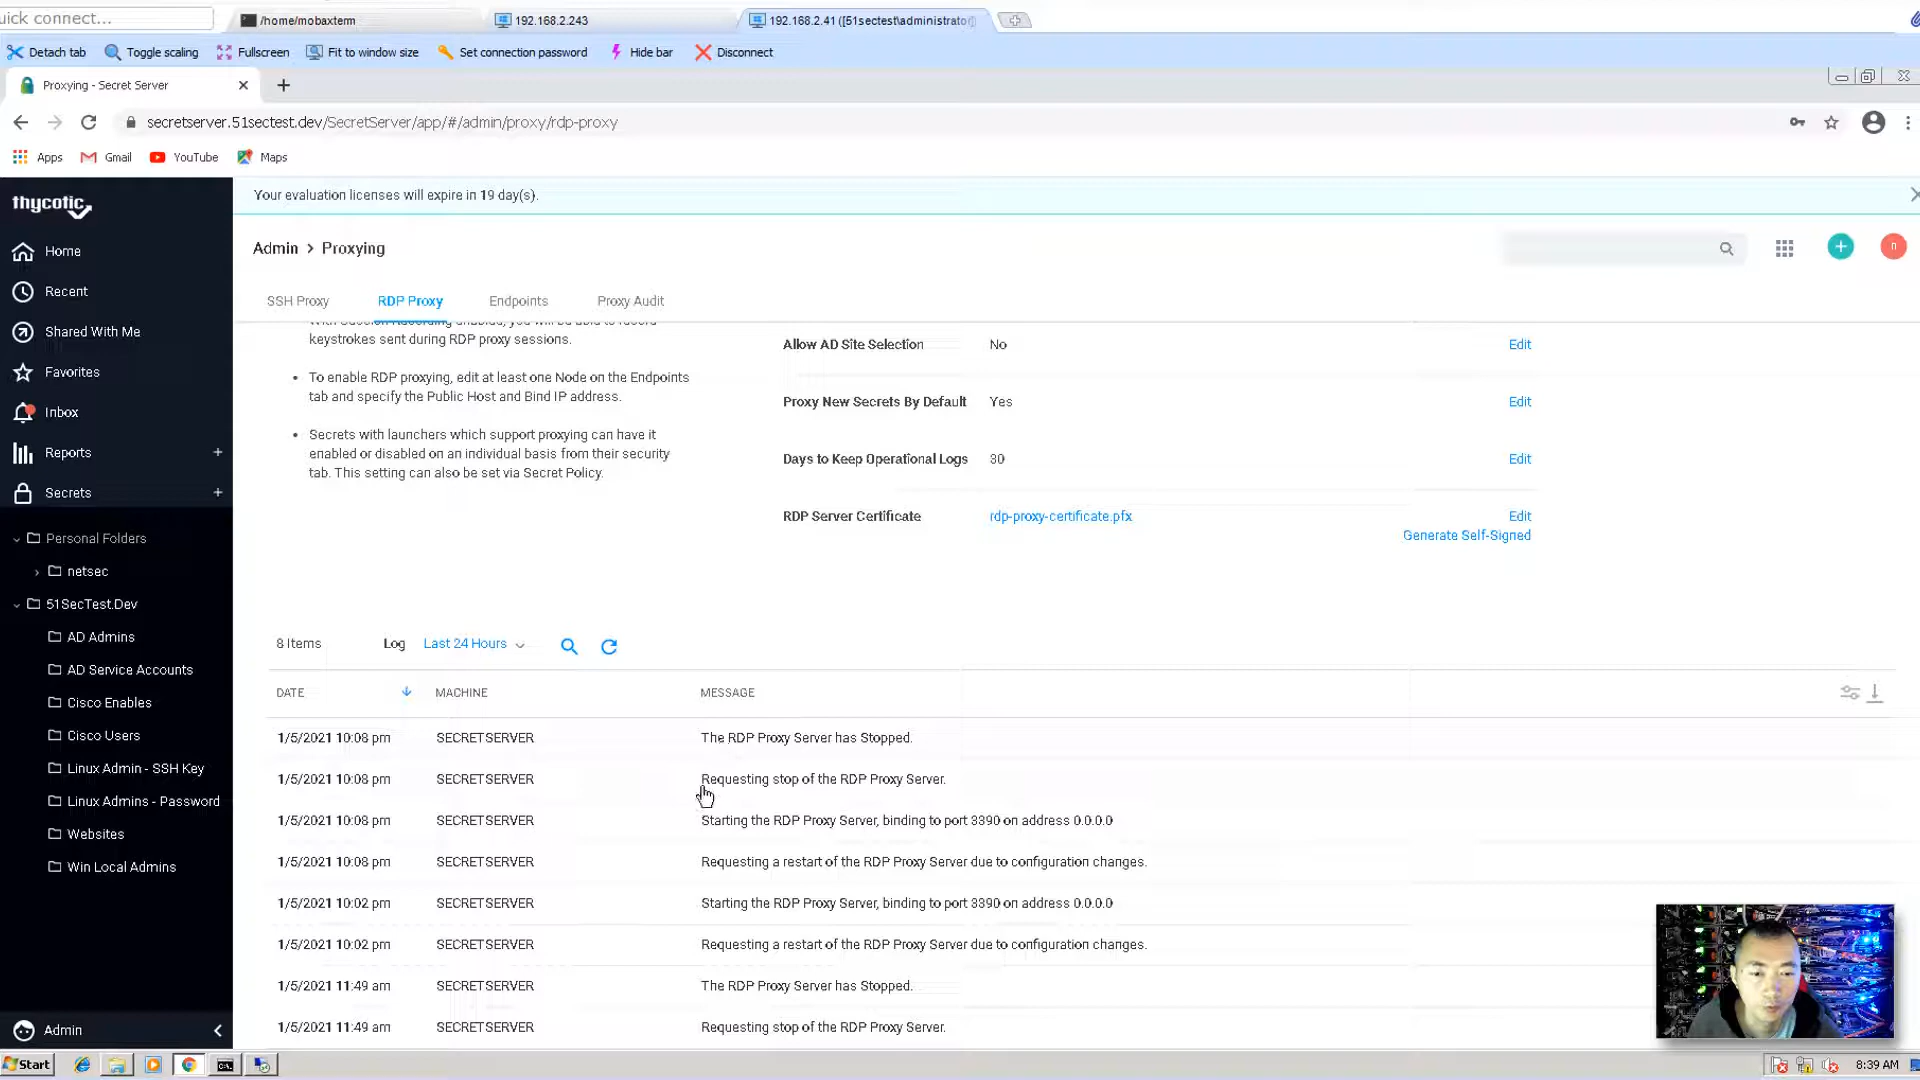 uick connect...
/home/mobaxtem
192.168.2.243
192.168.2.41 ([51sectest\administrato
Detach tab
Toggle scaling
Fullscreen
Fit to window size
Set connection password
Hide bar
Disconnect
Proxying - Secret Server
secretserver.51sectest.dev/SecretServer/app/#/admin/proxy/rdp-proxy
Apps
Gmail
YouTube
Maps
thycotic
Your evaluation licenses will expire in 19 day(s).
Home
Recent
Shared With Me
Favorites
Inbox
Reports
Secrets
Personal Folders
netsec
51SecTest.Dev
AD Admins
AD Service Accounts
Cisco Enables
Cisco Users
Linux Admin - SSH Key
Linux Admins - Password
Websites
Win Local Admins
Admin
Admin > Proxying
n
SSH Proxy
RDP Proxy
Endpoints
Proxy Audit
With Session Recording enabled, you will be able to record
keystrokes sent during RDP proxy sessions.
• To enable RDP proxying, edit at least one Node on the Endpoints
tab and specify the Public Host and Bind IP address.
• Secrets with launchers which support proxying can have it
enabled or disabled on an individual basis from their security
tab. This setting can also be set via Secret Policy.
Allow AD Site Selection No Edit
Proxy New Secrets By Default Yes Edit
Days to Keep Operational Logs 30 Edit
RDP Server Certificate rdp-proxy-certificate.pfx Edit
Generate Self-Signed
8 Items Log Last 24 Hours
DATE MACHINE MESSAGE
1/5/2021 10:08 pm SECRETSERVER The RDP Proxy Server has Stopped.
1/5/2021 10:08 pm SECRETSERVER Requesting stop of the RDP Proxy Server.
1/5/2021 10:08 pm SECRETSERVER Starting the RDP Proxy Server, binding to port 3390 on address 0.0.0.0
1/5/2021 10:08 pm SECRETSERVER Requesting a restart of the RDP Proxy Server due to configuration changes.
1/5/2021 10:02 pm SECRETSERVER Starting the RDP Proxy Server, binding to port 3390 on address 0.0.0.0
1/5/2021 10:02 pm SECRETSERVER Requesting a restart of the RDP Proxy Server due to configuration changes.
1/5/2021 11:49 am SECRETSERVER The RDP Proxy Server has Stopped.
1/5/2021 11:49 am SECRETSERVER Requesting stop of the RDP Proxy Server.
Start
8:39 AM